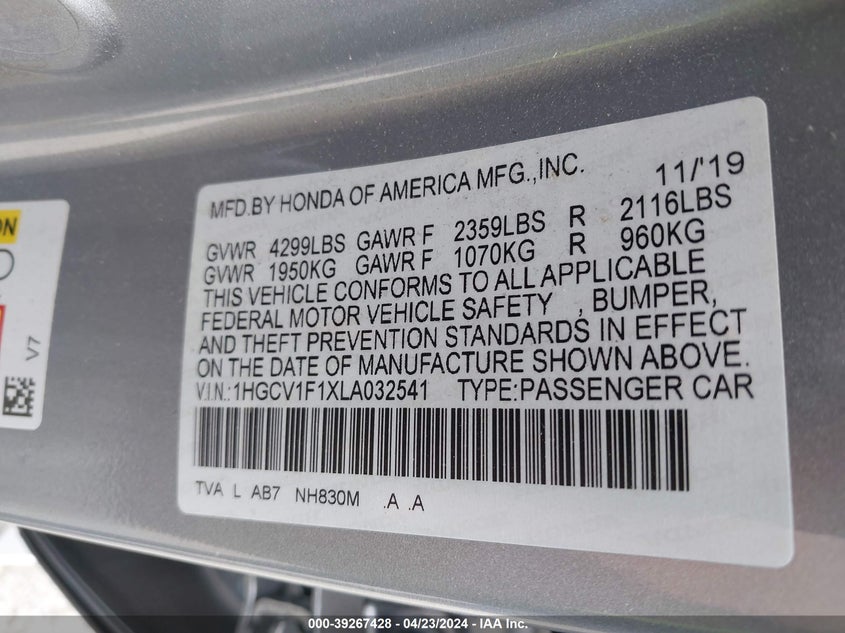 ON
V7
MFD.BY HONDA OF AMERICA MFG.,INC. 11/'19
GVWR 4299LBS GAWR F 2359LBS R 2116LBS
GVWR 1950KG GAWR F 1070KG R 960KG
THIS VEHICLE CONFORMS TO ALL APPLICABLE
FEDERAL MOTOR VEHICLE SAFETY , BUMPER,
AND THEFT PREVENTION STANDARDS IN EFFECT
ON THE DATE OF MANUFACTURE SHOWN ABOVE.
V.I.N.:1HGCV1F1XLA032541 TYPE:PASSENGER CAR
TVA L AB7 NH830M .A .A
000-39267428 - 04/23/2024 - IAA Inc.